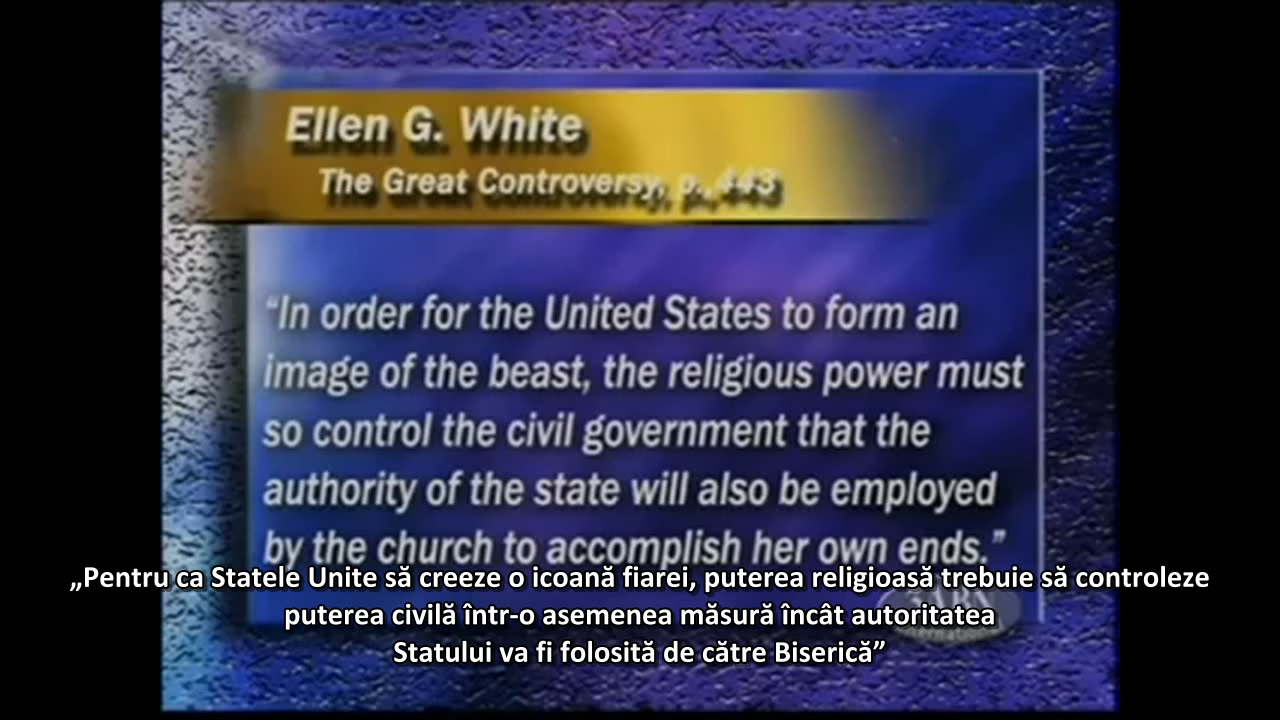 Ellen G. White
The Great Controversy, p.,443
“In order for the United States to form an
image of the beast, the religious power must
so control the civil government that the
authority of the state will also be employed
by the church to accomplish her own ends.”
„Pentru ca Statele Unite să creeze o icoană fiarei, puterea religioasă trebuie să controleze
puterea civilă într-o asemenea măsură încât autoritatea
Statului va fi folosită de către Biserică”